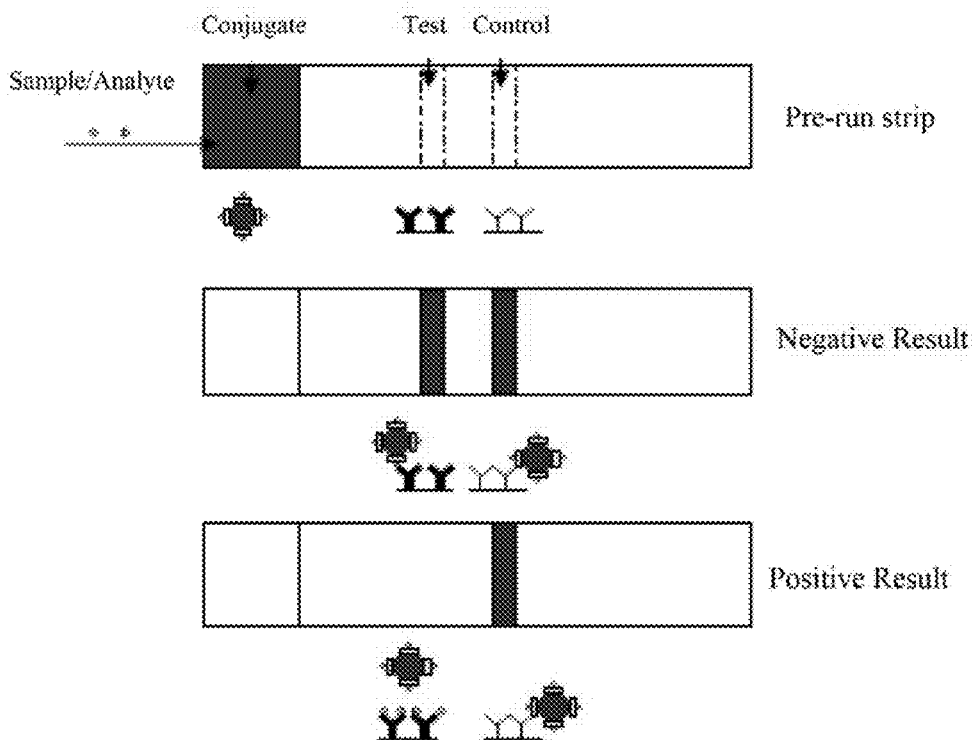 Conjugate Test Control
Sample/Analyte
Pre-run strip
Negative Result
Positive Result